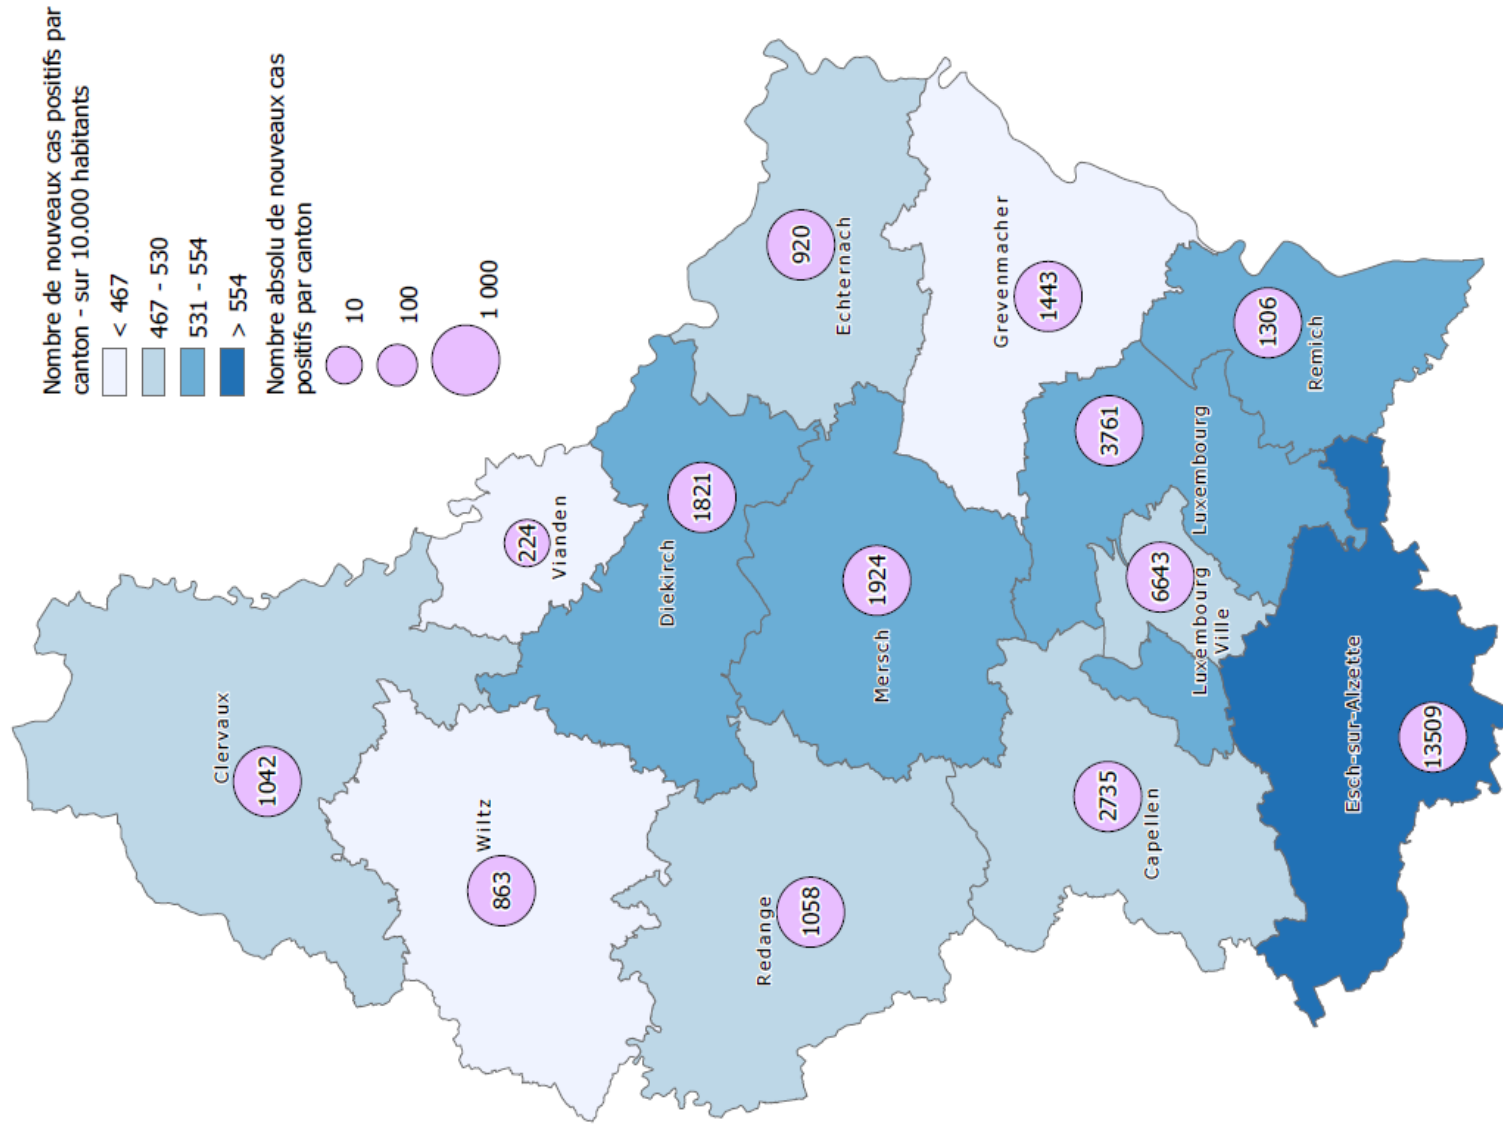 Nombre de nouveaux cas positifs par
canton - sur 10.000 habitants
< 467
467 - 530
531 - 554
> 554
Nombre absolu de nouveaux cas
positifs par canton
10
100
1 000
Clervaux
1042
Wiltz
863
Vianden
224
Diekirch
1821
Redange
1058
Mersch
1924
Echternach
920
Grevenmacher
1443
Capellen
2735
Luxembourg
Ville
6643
Luxembourg
3761
Remich
1306
Esch-sur-Alzette
13509